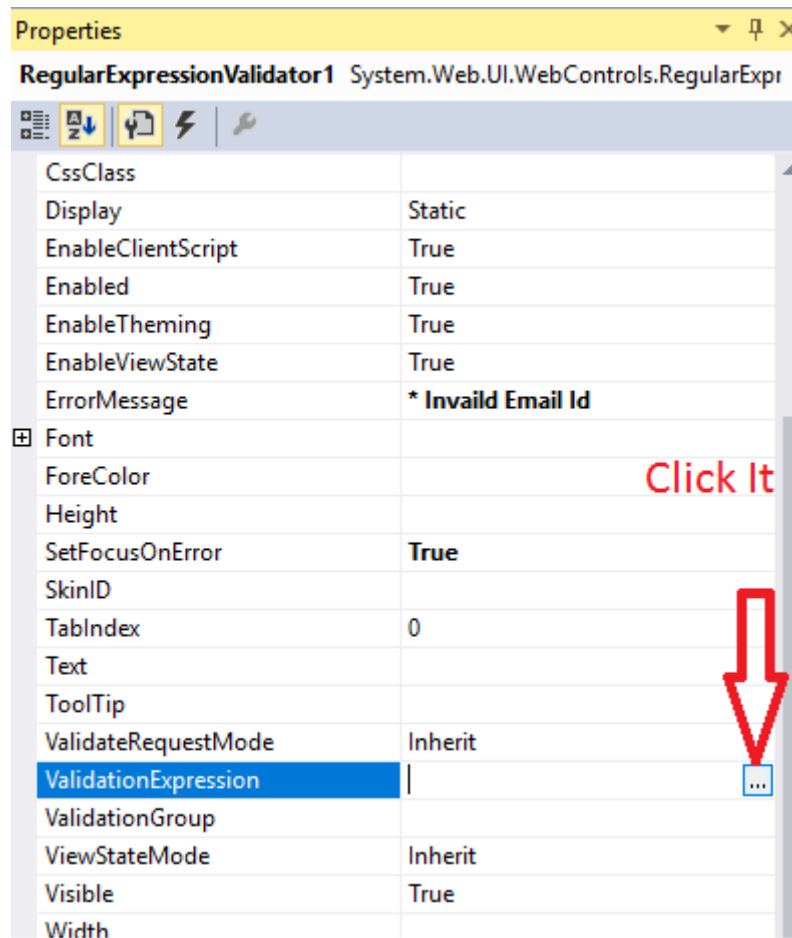 Properties
RegularExpressionValidator1 System.Web.UI.WebControls.RegularExpr
CssClass
Display Static
EnableClientScript True
Enabled True
EnableTheming True
EnableViewState True
ErrorMessage * Invaild Email Id
Font
ForeColor Click It
Height
SetFocusOnError True
SkinID
TabIndex 0
Text
ToolTip
ValidateRequestMode Inherit
ValidationExpression ...
ValidationGroup
ViewStateMode Inherit
Visible True
Width